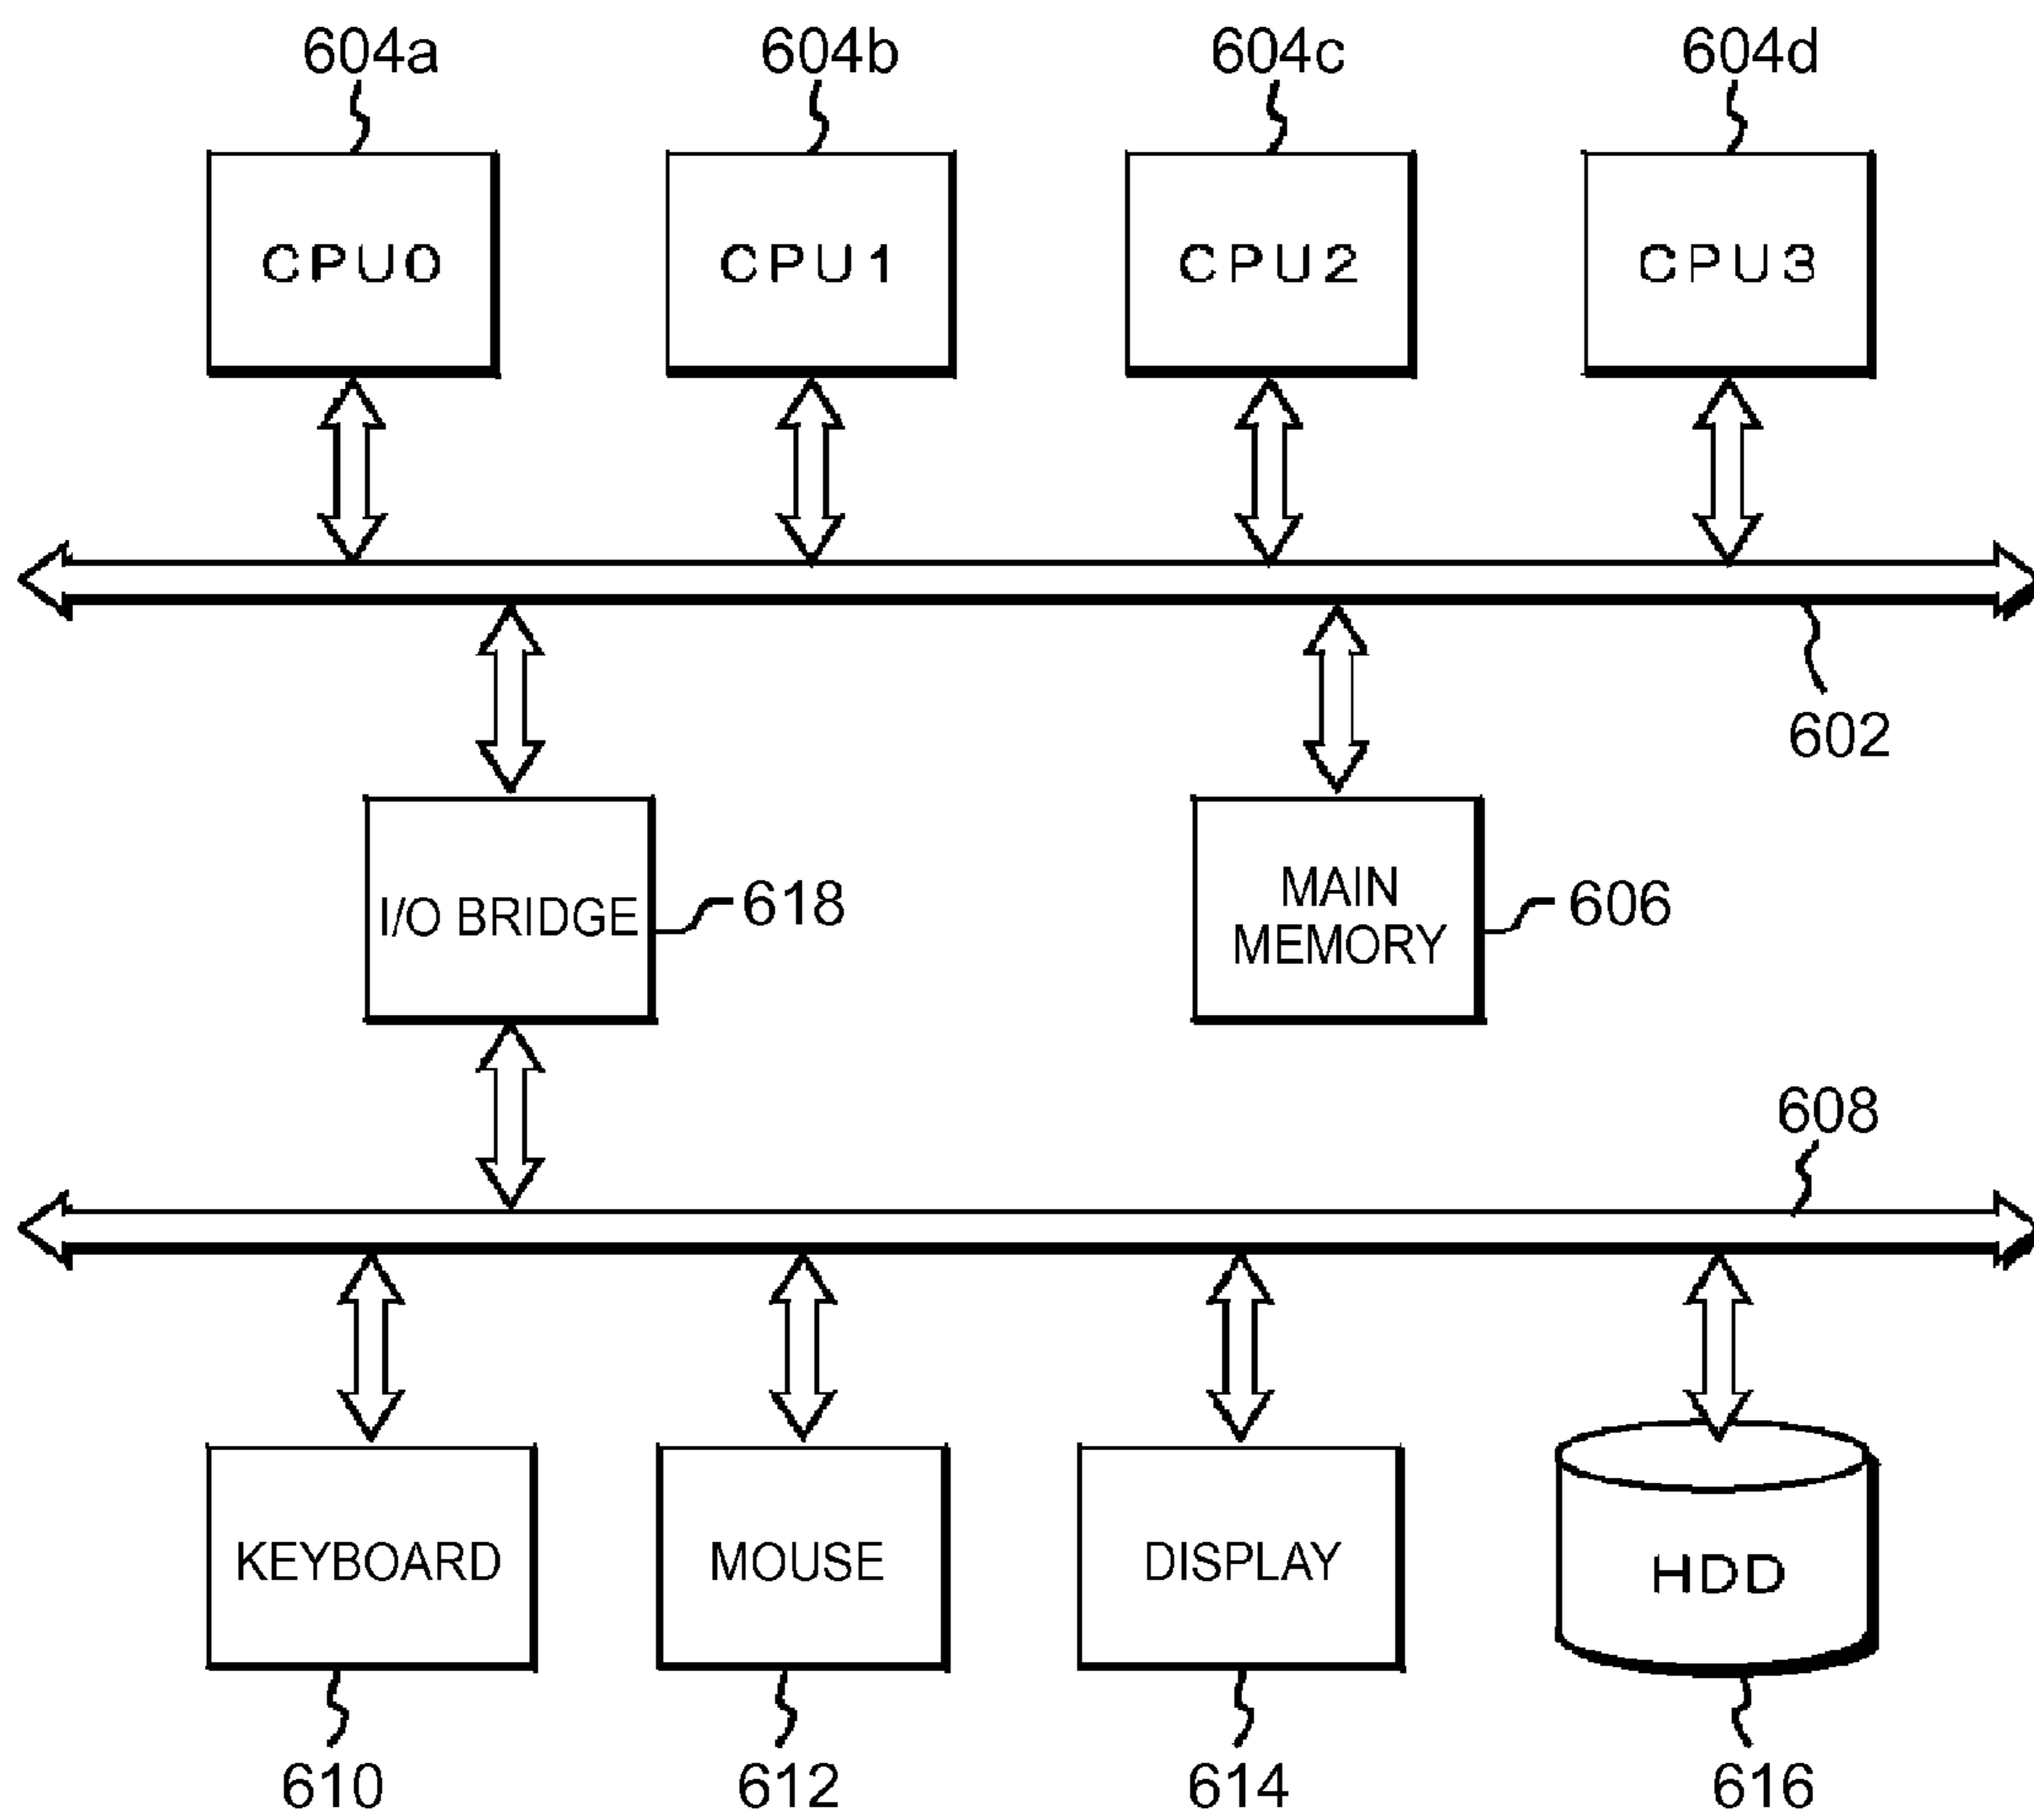 604a
604b
604c
604d
CPU0
CPU1
CPU2
CPU3
602
I/O BRIDGE
618
MAIN
MEMORY
606
608
KEYBOARD
MOUSE
DISPLAY
HDD
610
612
614
616